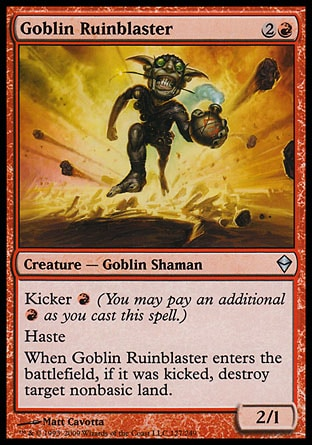 Goblin Ruinblaster 2
Creature — Goblin Shaman
Kicker (You may pay an additional
as you cast this spell.)
Haste
When Goblin Ruinblaster enters the
battlefield, if it was kicked, destroy
target nonbasic land.
Matt Cavotta
2/1
™ & © 1993–2009 Wizards of the Coast LLC 127/249